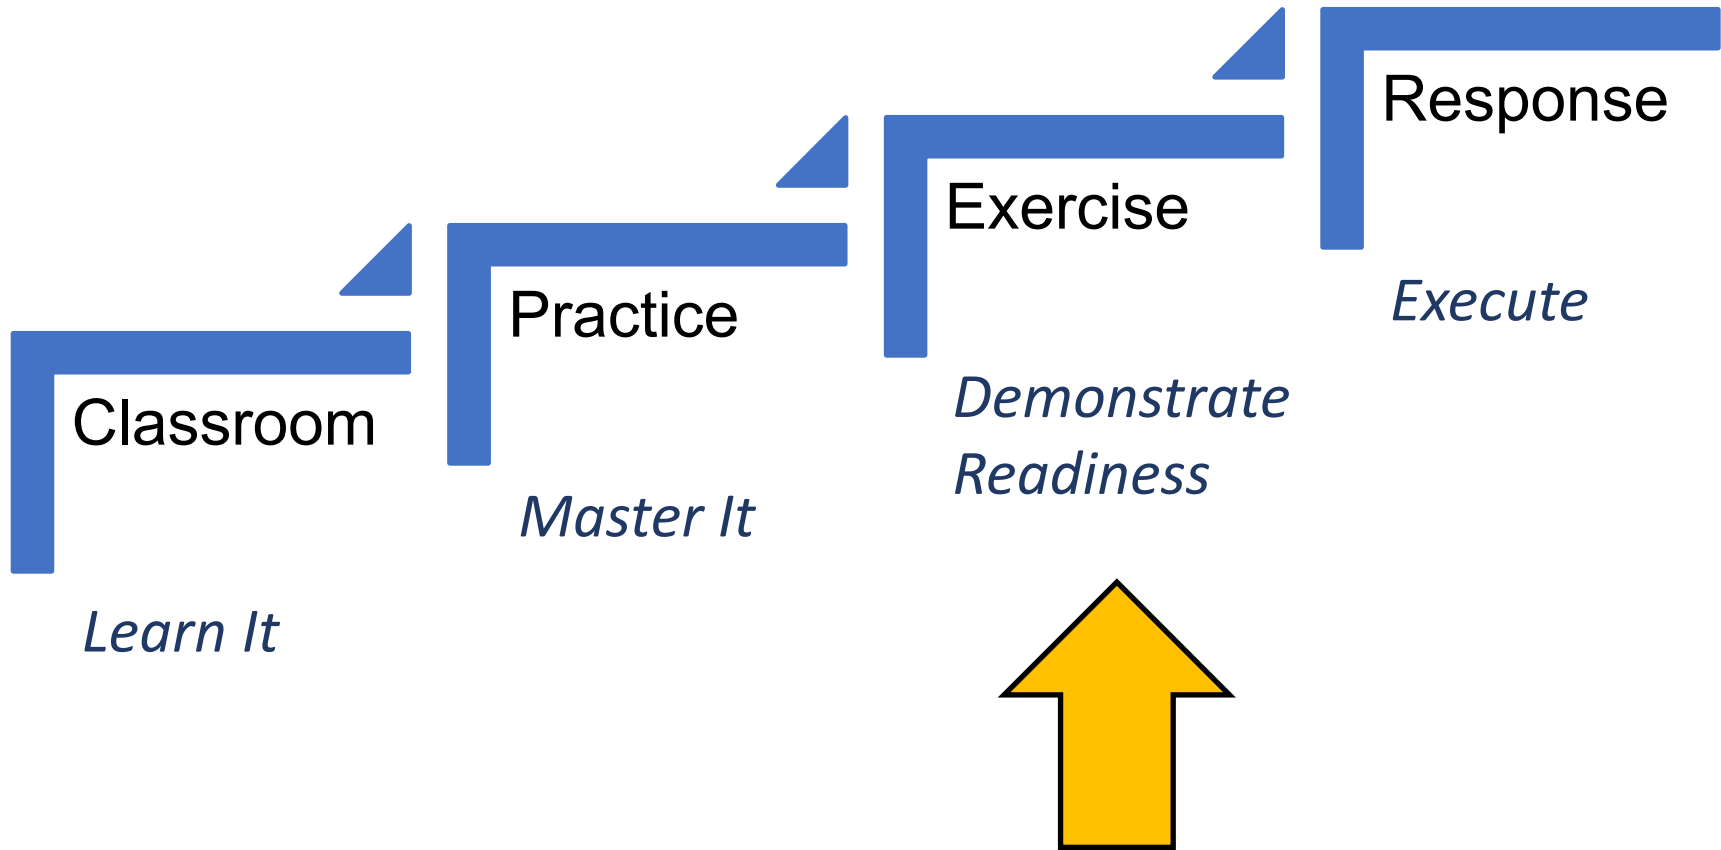 Classroom
Learn It
Practice
Master It
Exercise
Demonstrate
Readiness
Response
Execute